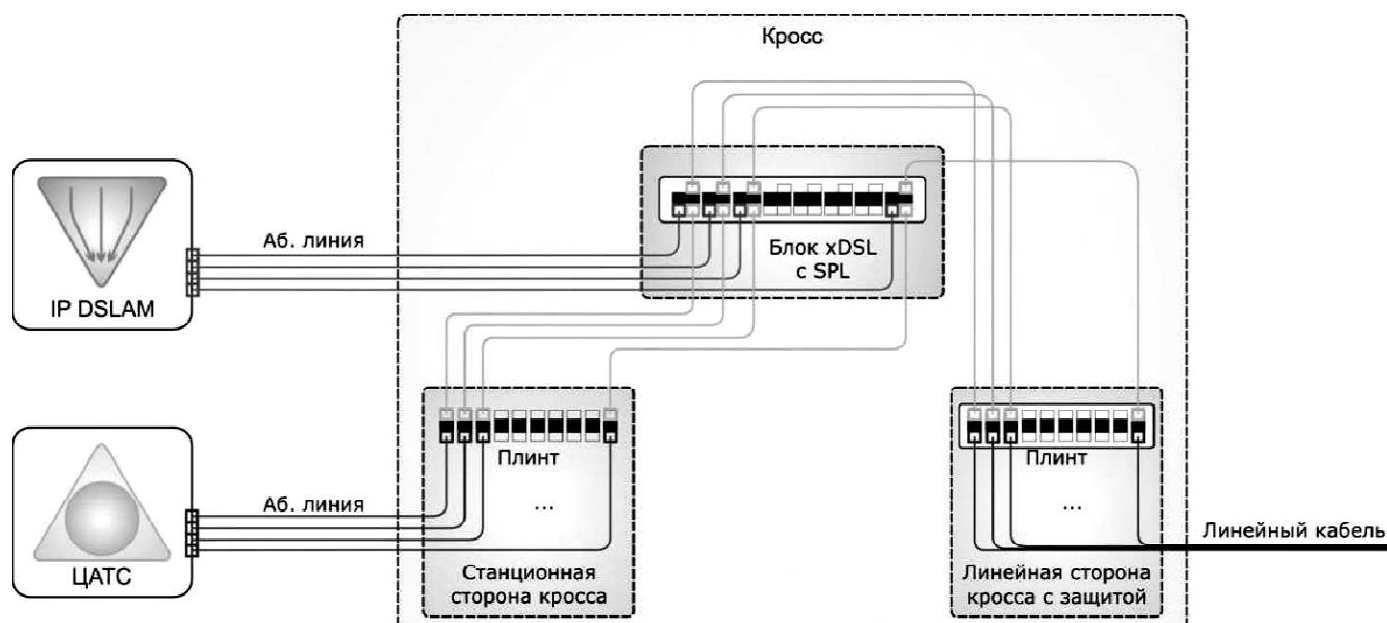 Кросс
Аб. линия
Блок xDSL
с SPL
IP DSLAM
Плинт
Плинт
Аб. линия
...
...
Линейный кабель
ЦАТС
Станционная
сторона кросса
Линейная сторона
кросса с защитой